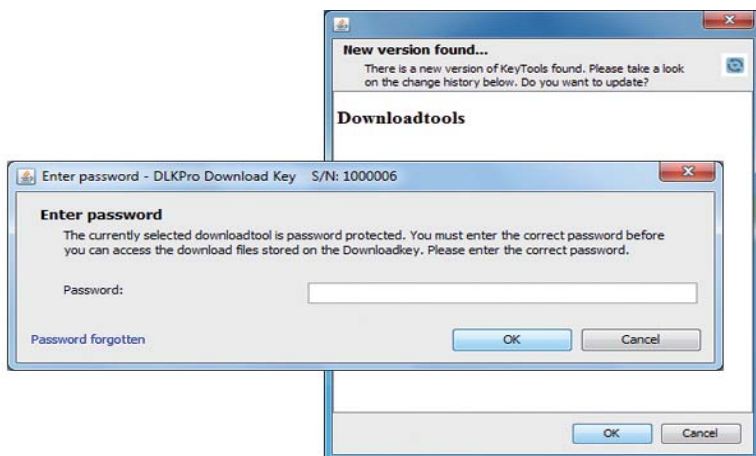 New version found...
There is a new version of KeyTools found. Please take a look
on the change history below. Do you want to update?
Downloadtools
Enter password - DLKPro Download Key S/N: 1000006
Enter password
The currently selected downloadtool is password protected. You must enter the correct password before
you can access the download files stored on the Downloadkey. Please enter the correct password.
Password:
Password forgotten
OK
Cancel
OK
Cancel